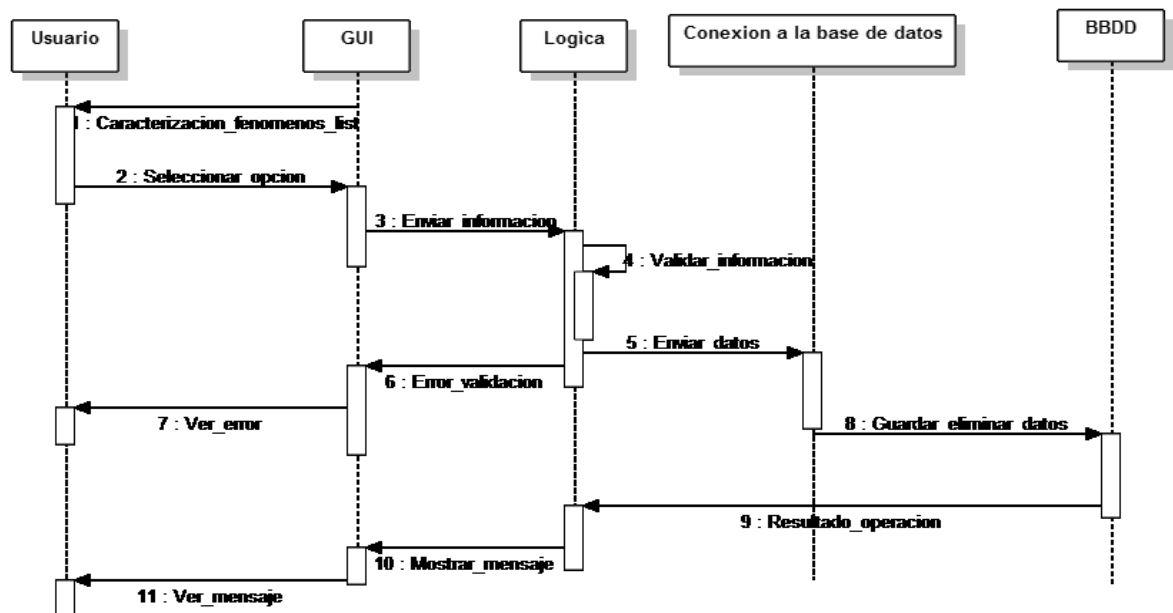 Usuario
GUI
Logica
Conexion a la base de datos
BBDD
1 : Caracterizacion_fenomenos_list
2 : Seleccionar_opcion
3 : Enviar_informacion
4 : Validar_informacion
5 : Enviar_datos
6 : Error_validacion
7 : Ver_error
8 : Guardar_eliminar_datos
9 : Resultado_operacion
10 : Mostrar_mensaje
11 : Ver_mensaje